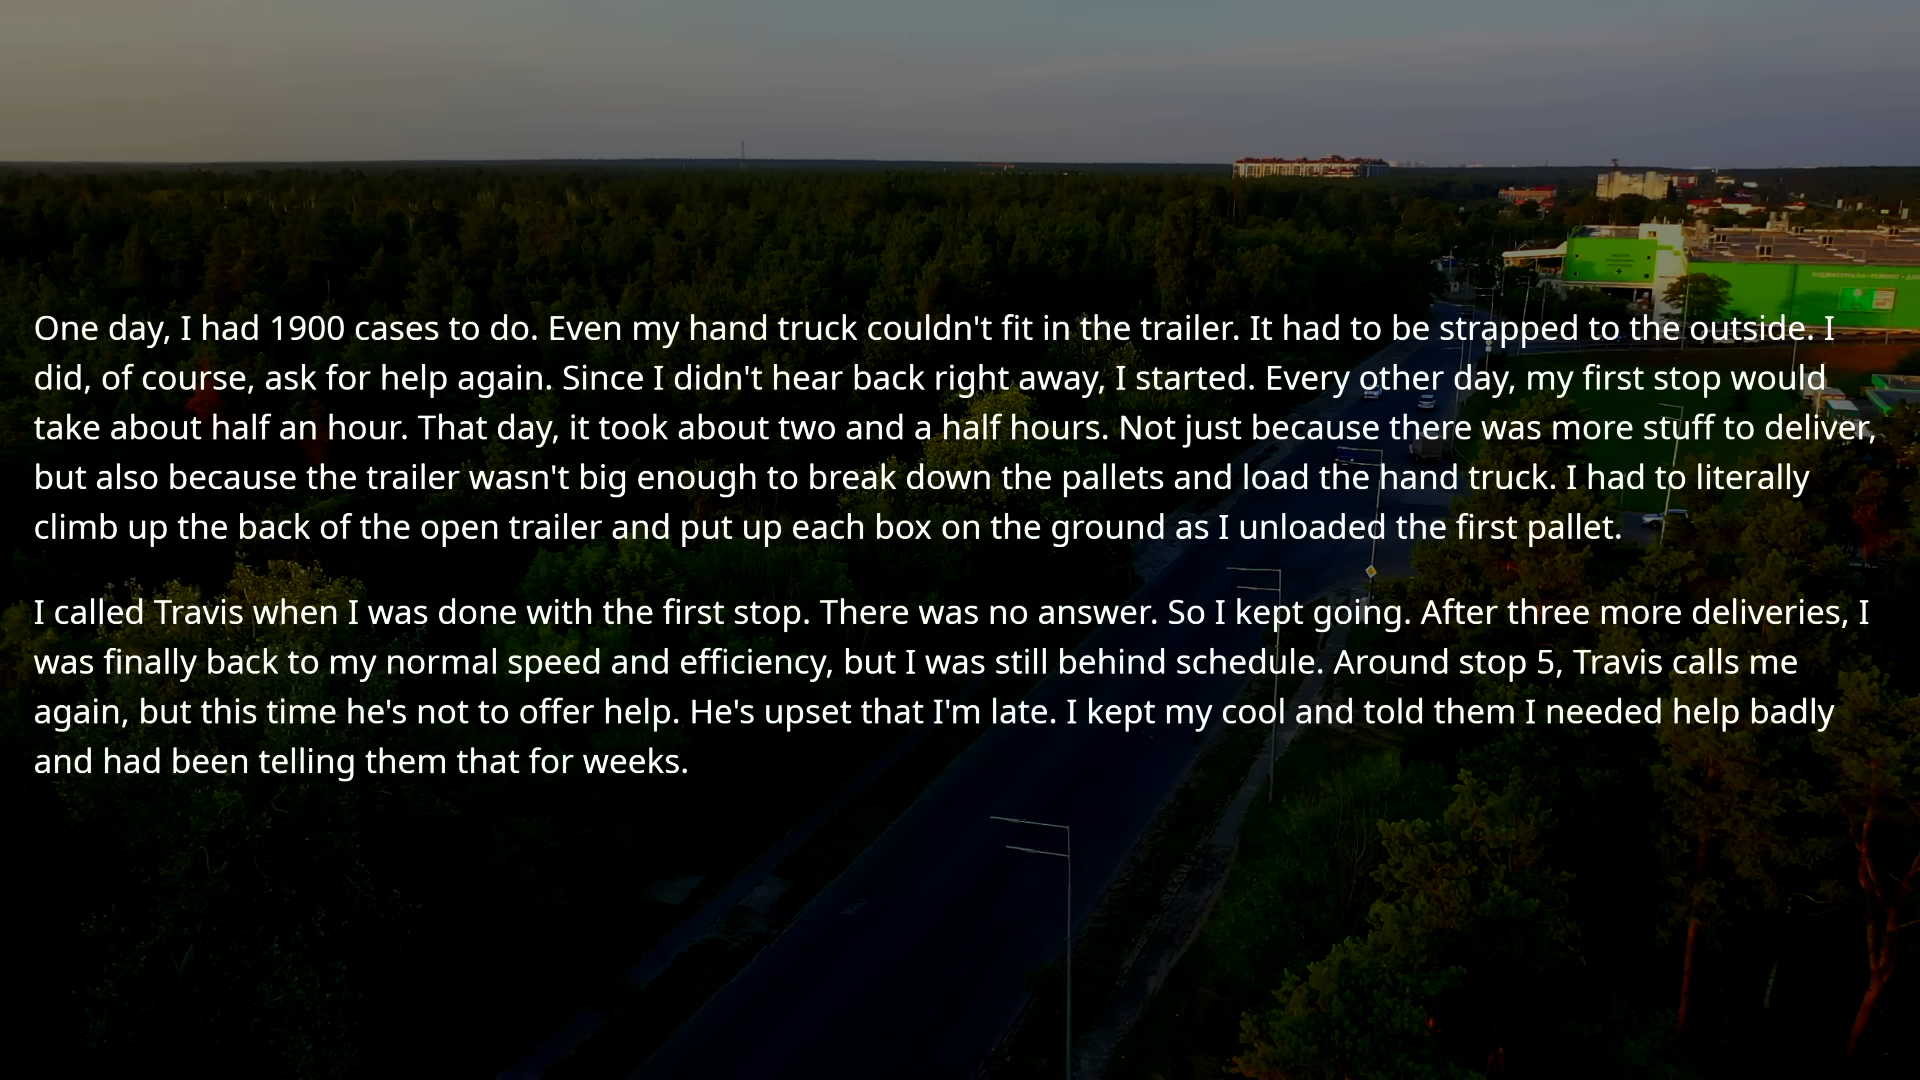 One day, I had 1900 cases to do. Even my hand truck couldn't fit in the trailer. It had to be strapped to the outside. I
did, of course, ask for help again. Since I didn't hear back right away, I started. Every other day, my first stop would
take about half an hour. That day, it took about two and a half hours. Not just because there was more stuff to deliver,
but also because the trailer wasn't big enough to break down the pallets and load the hand truck. I had to literally
climb up the back of the open trailer and put up each box on the ground as I unloaded the first pallet.
I called Travis when I was done with the first stop. There was no answer. So I kept going. After three more deliveries, I
was finally back to my normal speed and efficiency, but I was still behind schedule. Around stop 5, Travis calls me
again, but this time he's not to offer help. He's upset that I'm late. I kept my cool and told them I needed help badly
and had been telling them that for weeks.